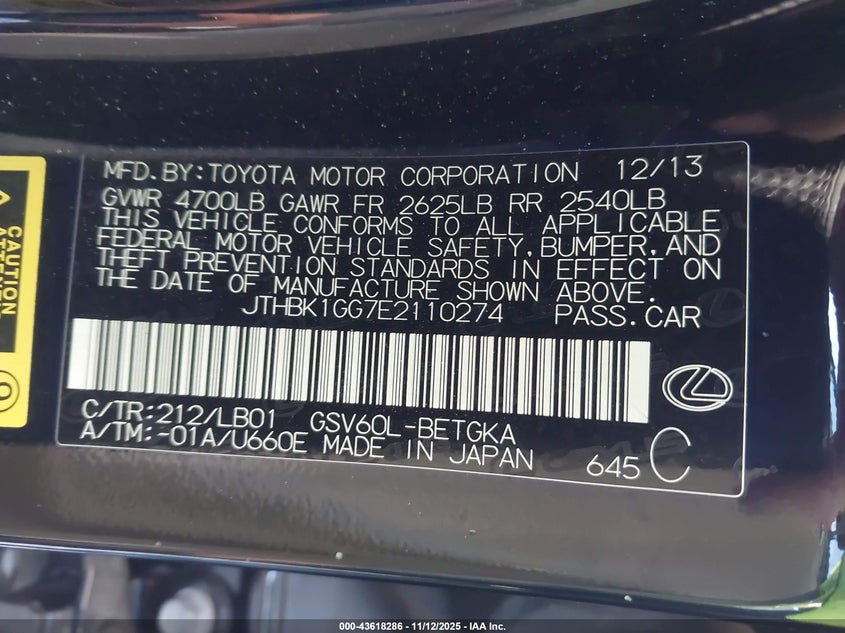 MFD.BY:TOYOTA MOTOR CORPORATION 12/13
GVWR 4700LB GAWR FR 2625LB RR 2540LB
THIS VEHICLE CONFORMS TO ALL APPLICABLE
FEDERAL MOTOR VEHICLE SAFETY,BUMPER,AND
THEFT PREVENTION STANDARDS IN EFFECT ON
THE DATE OF MANUFACTURE SHOWN ABOVE.
JTHBK1GG7E2110274 PASS.CAR
C/TR:212/LB01 GSV60L-BETGKA
A/TM:-01A/U660E MADE IN JAPAN 645 C
CAUTION
000-43618286 - 11/12/2025 - IAA Inc.